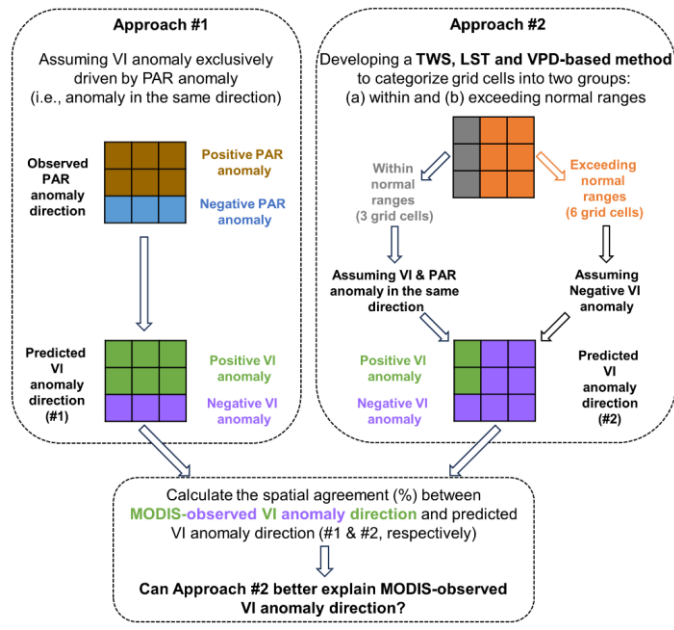 Approach #1
Assuming VI anomaly exclusively
driven by PAR anomaly
(i.e., anomaly in the same direction)
Observed
PAR
anomaly
direction
Positive PAR
anomaly
Negative PAR
anomaly
Predicted
VI
anomaly
direction
(#1)
Positive VI
anomaly
Negative VI
anomaly
Approach #2
Developing a TWS, LST and VPD-based method
to categorize grid cells into two groups:
(a) within and (b) exceeding normal ranges
Within
normal
ranges
(3 grid cells)
Exceeding
normal
ranges
(6 grid cells)
Assuming VI & PAR
anomaly in the same
direction
Assuming
Negative VI
anomaly
Positive VI
anomaly
Negative VI
anomaly
Predicted
VI
anomaly
direction
(#2)
Calculate the spatial agreement (%) between
MODIS-observed VI anomaly direction and predicted
VI anomaly direction (#1 & #2, respectively)
Can Approach #2 better explain MODIS-observed
VI anomaly direction?